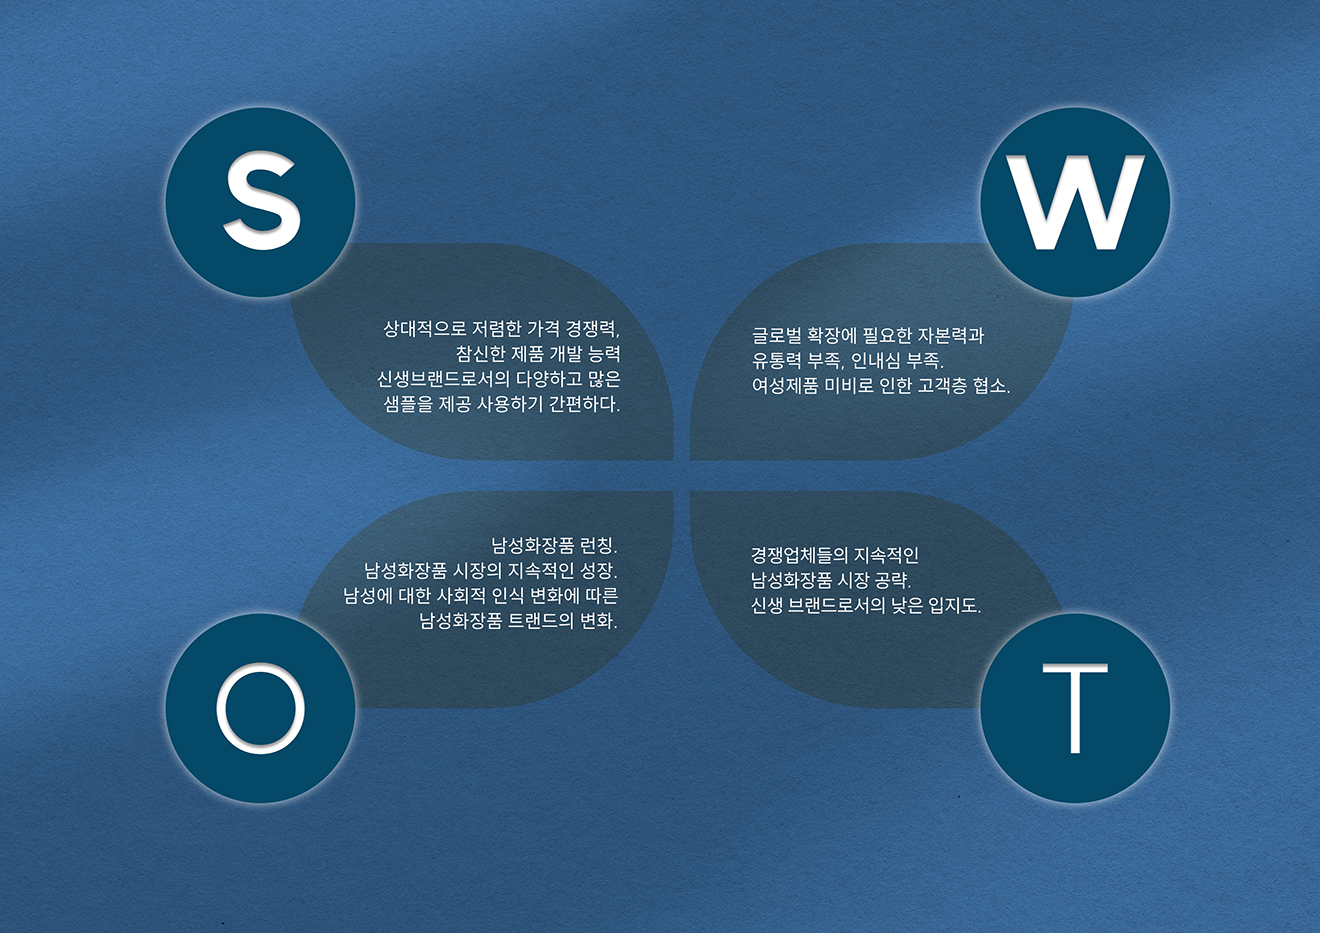 S
상대적으로 저렴한 가격 경쟁력,
참신한 제품 개발 능력
신생브랜드로서의 다양하고 많은
샘플을 제공 사용하기 간편하다.
W
글로벌 확장에 필요한 자본력과
유통력 부족, 인내심 부족.
여성제품 미비로 인한 고객층 협소.
O
남성화장품 런칭.
남성화장품 시장의 지속적인 성장.
남성에 대한 사회적 인식 변화에 따른
남성화장품 트랜드의 변화.
T
경쟁업체들의 지속적인
남성화장품 시장 공략.
신생 브랜드로서의 낮은 입지도.